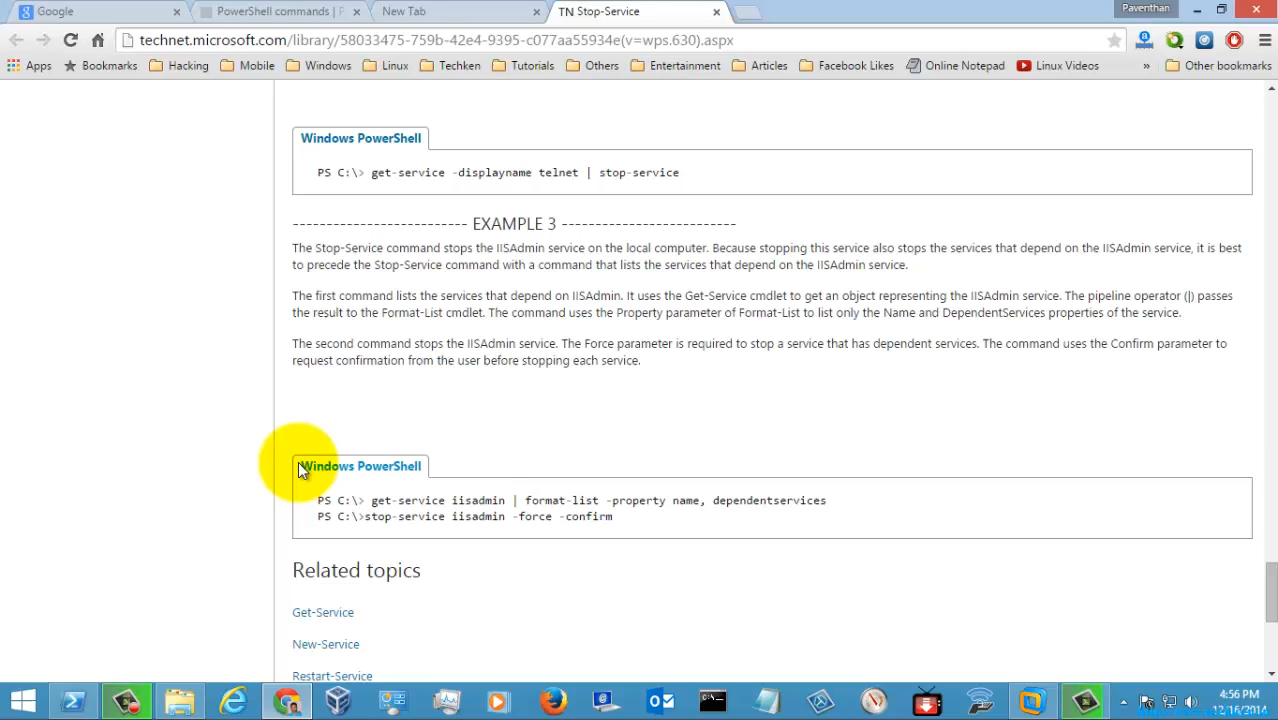 Google
PowerShell commands | P
New Tab
TN Stop-Service
Paventhan
technet.microsoft.com/library/58033475-759b-42e4-9395-c077aa55934e(v=wps.630).aspx
Apps Bookmarks Hacking Mobile Windows Linux Techken Tutorials Others Entertainment Articles Facebook Likes Online Notepad Linux Videos » Other bookmarks
Windows PowerShell
PS C:\> get-service -displayname telnet | stop-service
------------------------- EXAMPLE 3 -------------------------
The Stop-Service command stops the IISAdmin service on the local computer. Because stopping this service also stops the services that depend on the IISAdmin service, it is best
to precede the Stop-Service command with a command that lists the services that depend on the IISAdmin service.
The first command lists the services that depend on IISAdmin. It uses the Get-Service cmdlet to get an object representing the IISAdmin service. The pipeline operator (|) passes
the result to the Format-List cmdlet. The command uses the Property parameter of Format-List to list only the Name and DependentServices properties of the service.
The second command stops the IISAdmin service. The Force parameter is required to stop a service that has dependent services. The command uses the Confirm parameter to
request confirmation from the user before stopping each service.
Windows PowerShell
PS C:\> get-service iisadmin | format-list -property name, dependentservices
PS C:\>stop-service iisadmin -force -confirm
Related topics
Get-Service
New-Service
Restart-Service
4:56 PM
12/16/2014